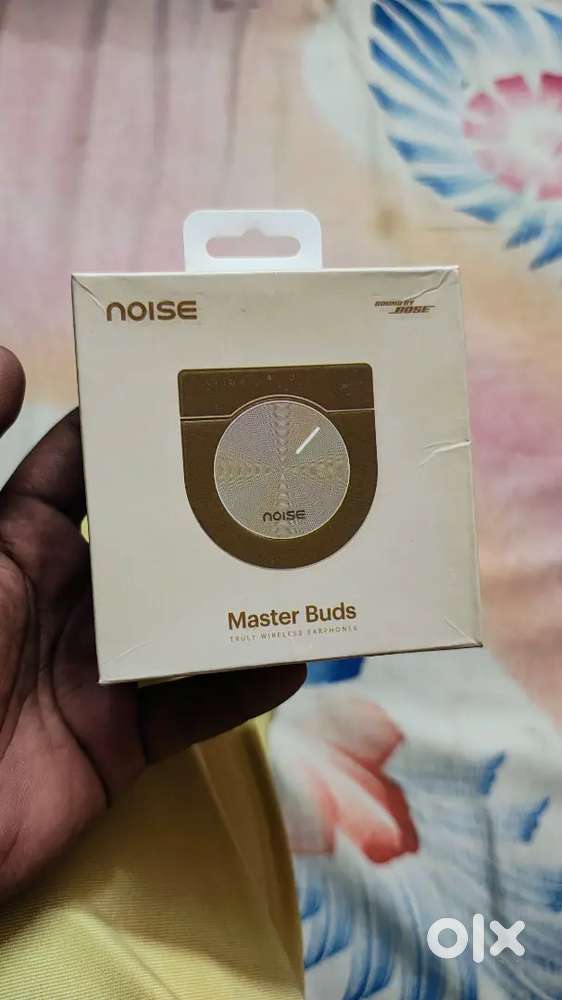 noise
SOUND BY
BOSE
noise
Master Buds
TRULY WIRELESS EARPHONES
olx